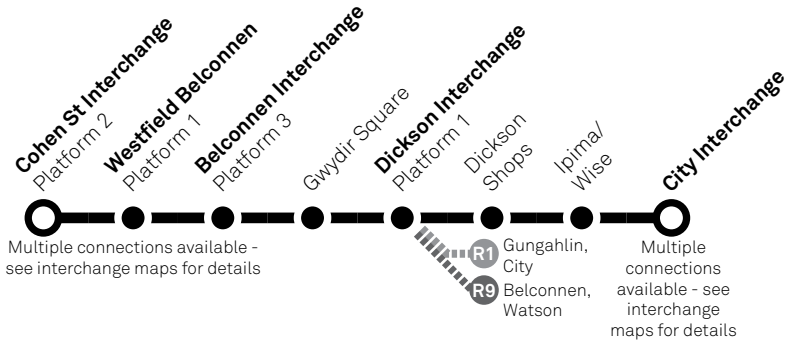 Cohen St Interchange
Platform 2
Westfield Belconnen
Platform 1
Belconnen Interchange
Platform 3
Gwydir Square
Dickson Interchange
Platform 1
Dickson
Shops
Ipima/
Wise
City Interchange
Multiple connections available -
see interchange maps for details
R1 Gungahlin,
City
R9 Belconnen,
Watson
Multiple
connections
available - see
interchange
maps for details